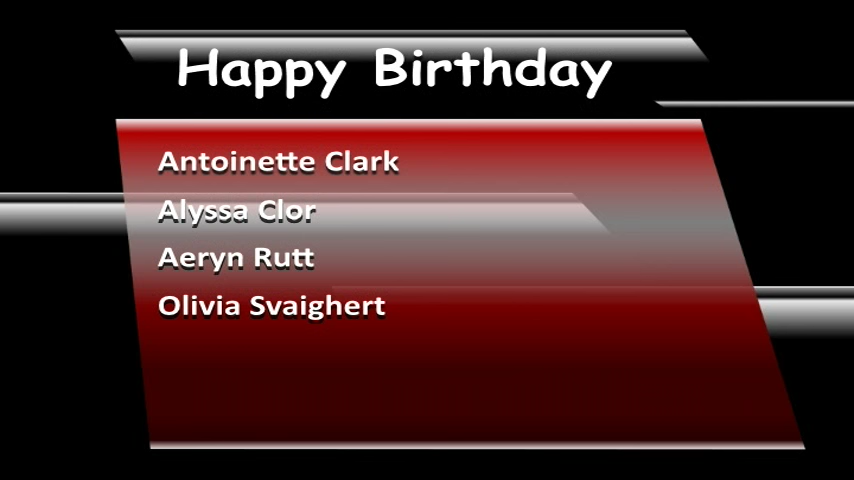 Happy Birthday
Antoinette Clark
Alyssa Clor
Aeryn Rutt
Olivia Svaighert